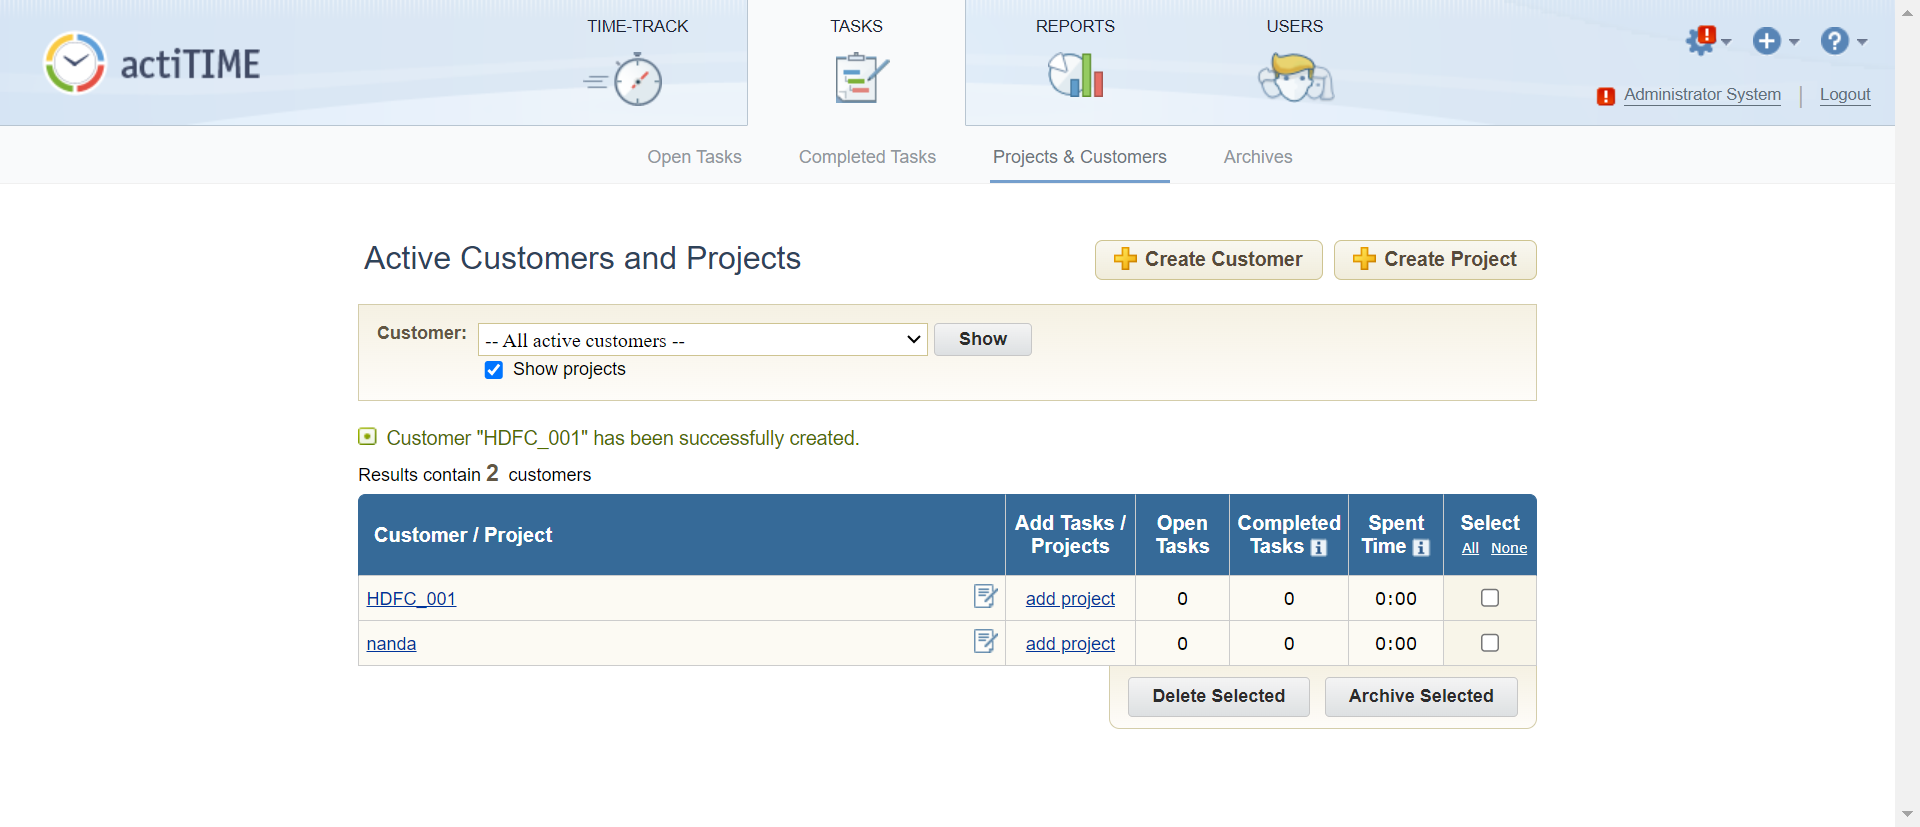 actiTIME
TIME-TRACK
TASKS
REPORTS
USERS
Administrator System | Logout
Open Tasks
Completed Tasks
Projects & Customers
Archives
Active Customers and Projects
Create Customer
Create Project
Customer:
-- All active customers --
Show
Show projects
Customer "HDFC_001" has been successfully created.
Results contain 2 customers
Customer / Project
Add Tasks /
Projects
Open
Tasks
Completed
Tasks
Spent
Time
Select
All None
HDFC_001 add project 0 0 0:00
nanda add project 0 0 0:00
Delete Selected
Archive Selected